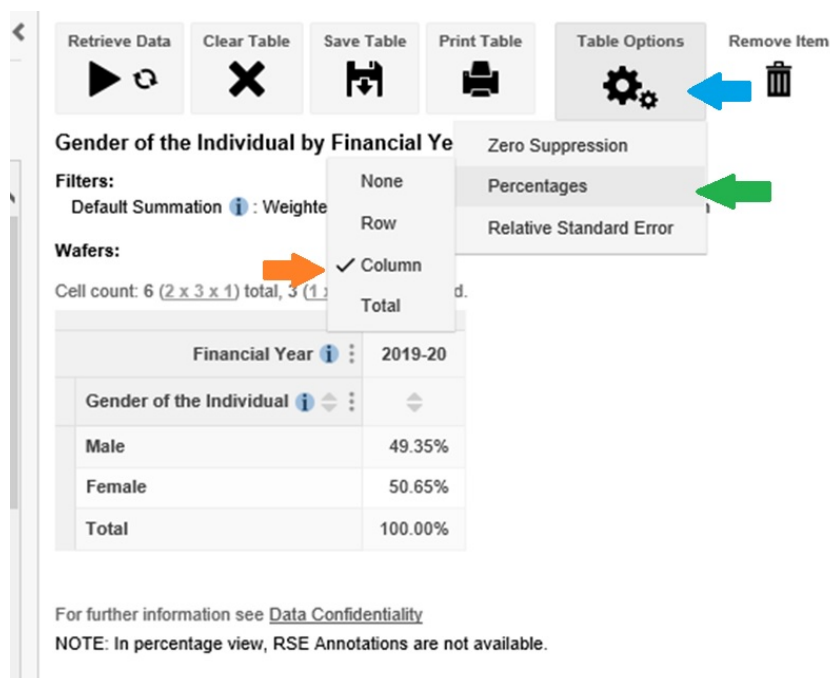 Retrieve Data Clear Table Save Table Print Table Table Options Remove Item
Gender of the Individual by Financial Ye
Zero Suppression
Percentages
Relative Standard Error
None
Row
Column
Total
Filters:
Default Summation i : Weighte
Wafers:
Cell count: 6 (2 x 3 x 1) total, 3 (1 d.
Financial Year i 2019-20
Gender of the Individual i
Male 49.35%
Female 50.65%
Total 100.00%
For further information see Data Confidentiality
NOTE: In percentage view, RSE Annotations are not available.